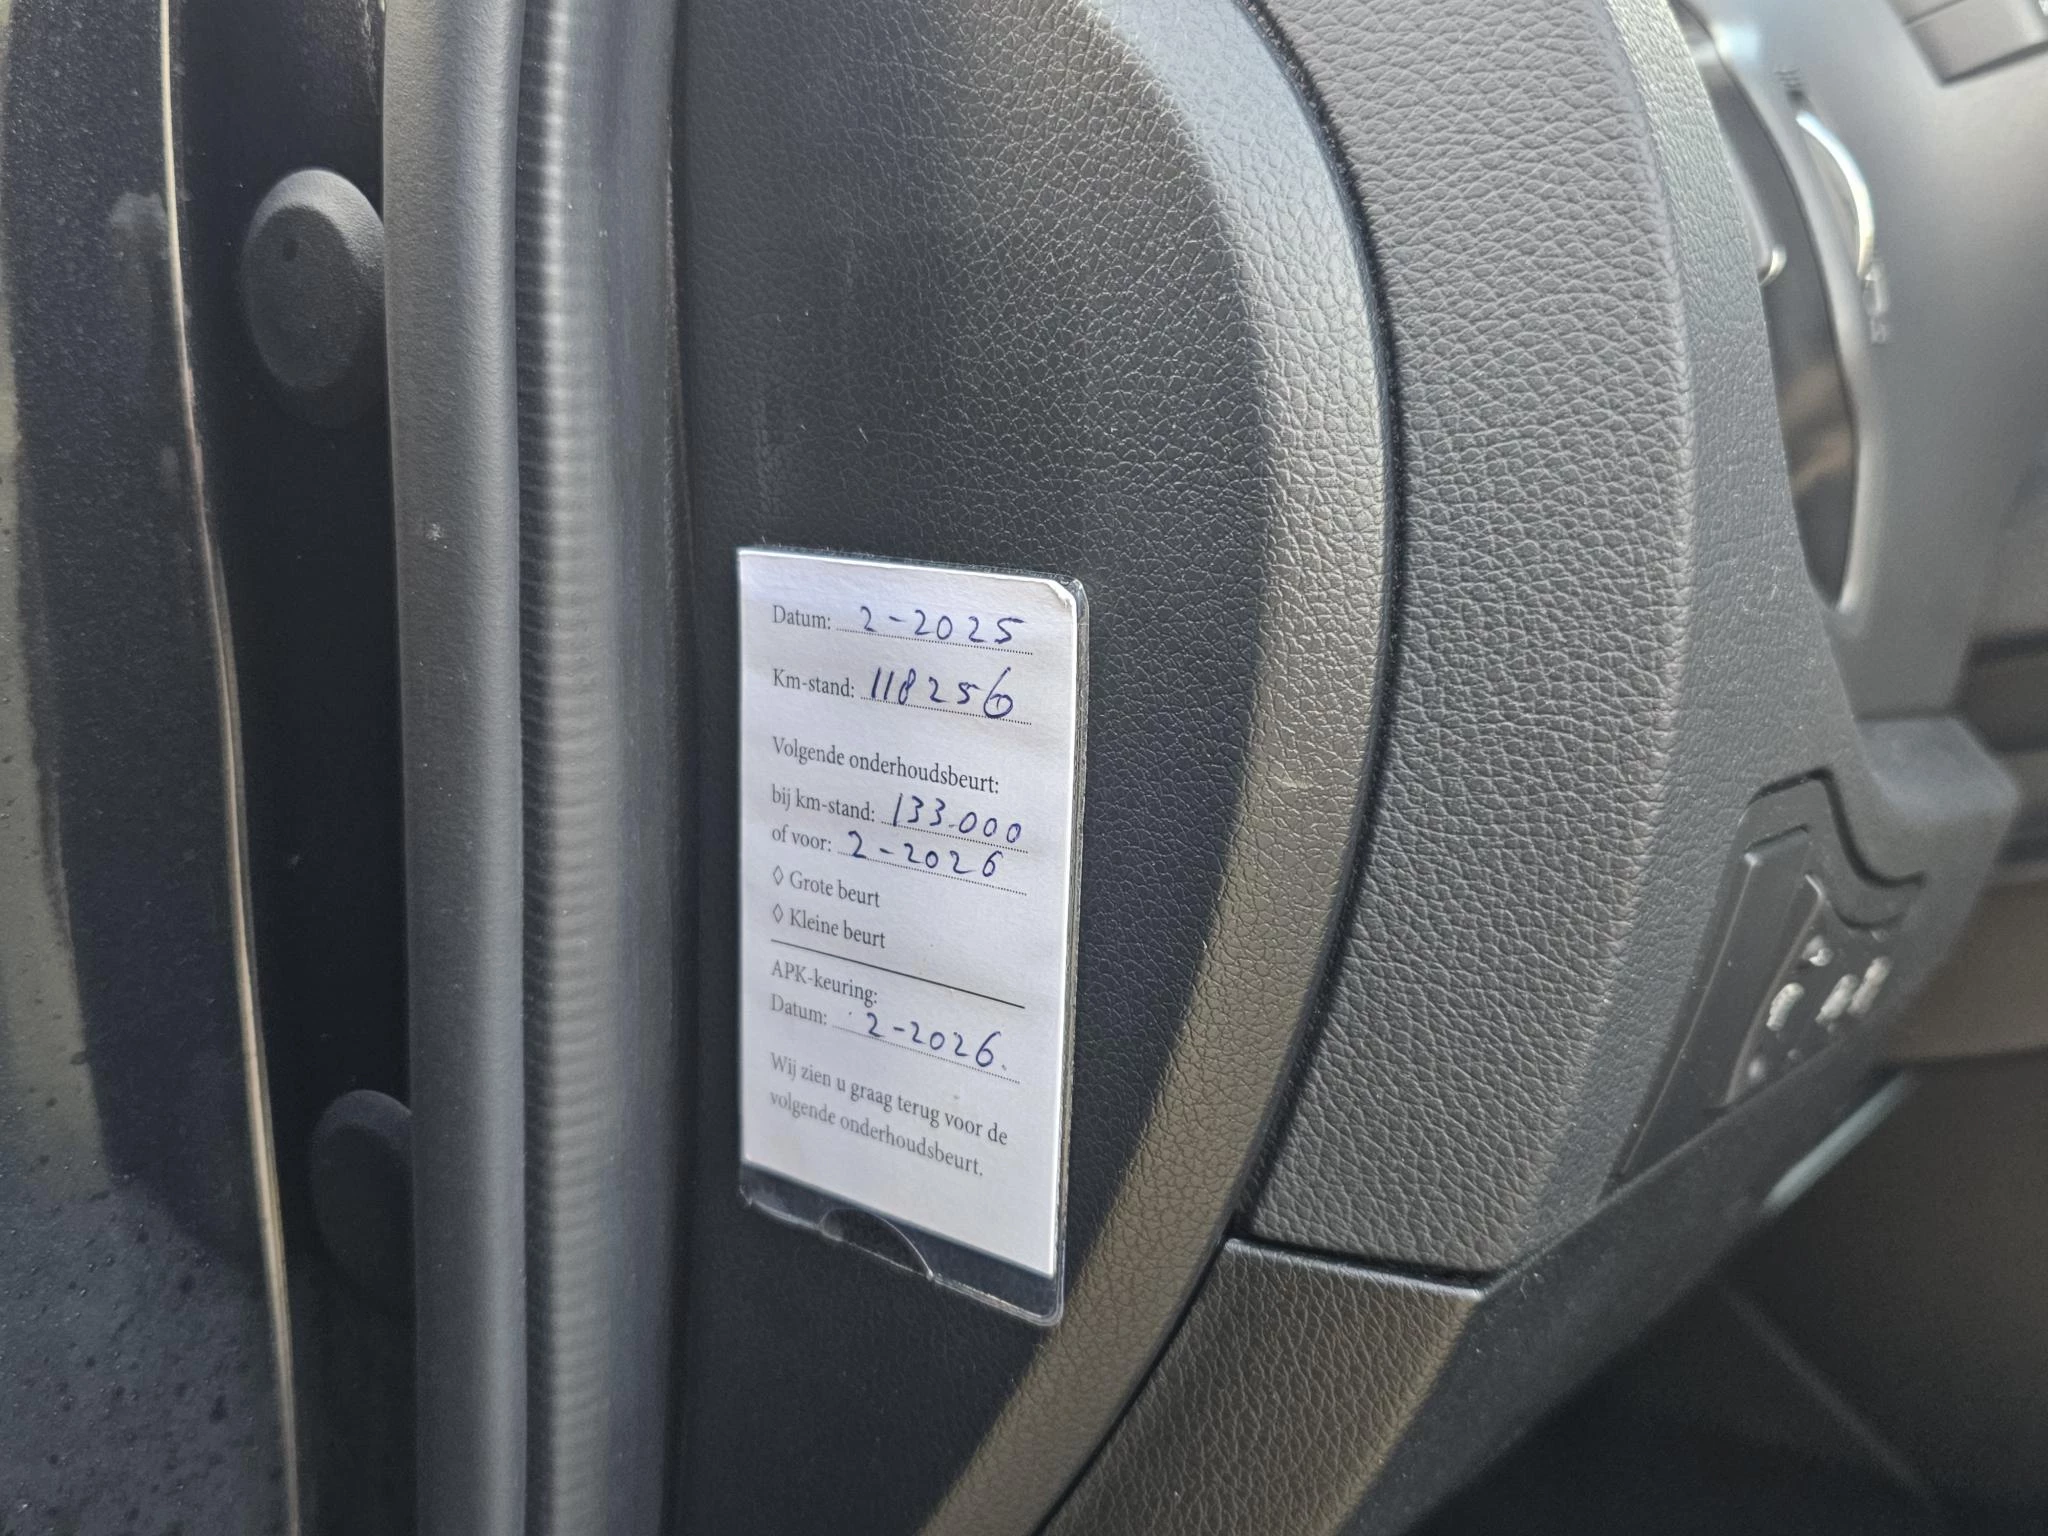 Datum: 2-2025
Km-stand: 118256
Volgende onderhoudsbeurt:
bij km-stand: 133.000
of voor: 2-2026
◊ Grote beurt
◊ Kleine beurt
APK-keuring:
Datum: 2-2026.
Wij zien u graag terug voor de
volgende onderhoudsbeurt.